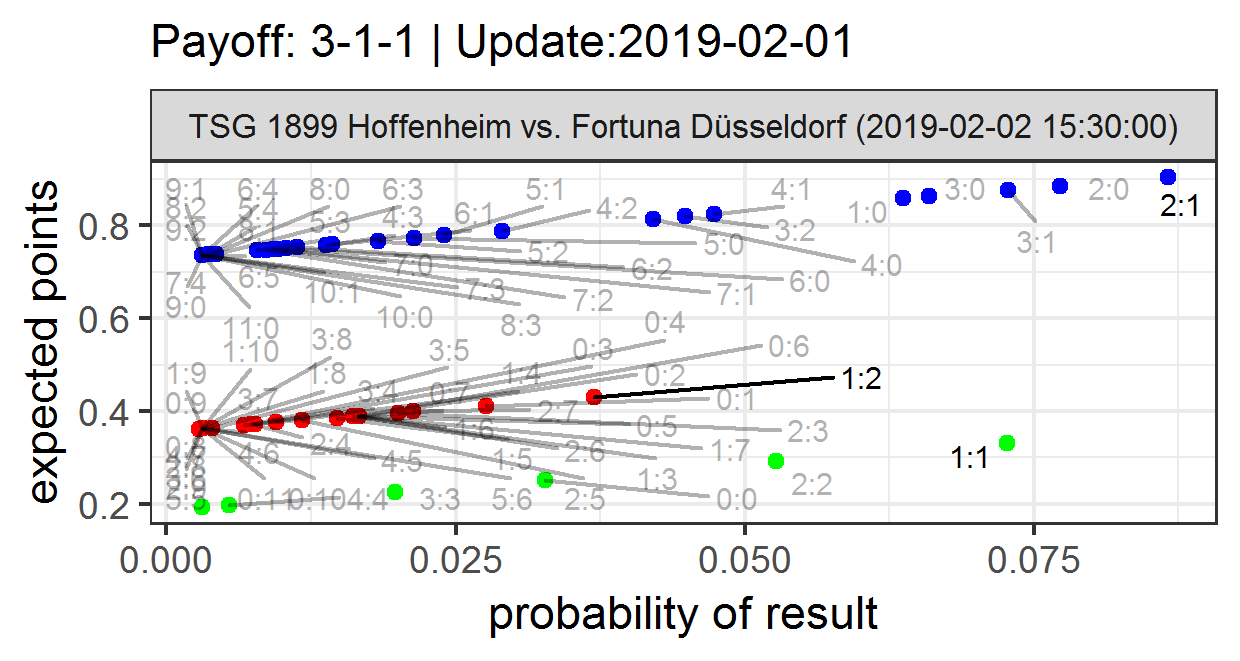 Payoff: 3-1-1 | Update:2019-02-01
TSG 1899 Hoffenheim vs. Fortuna Düsseldorf (2019-02-02 15:30:00)
expected points
0.8
0.6
0.4
0.2
9:1 6:4 8:0 6:3 5:1 4:1 3:0 2:0
8:2 5:4 4:2 1:0 2:1
9:2 8:1 5:3 4:3 6:1 3:2
5:2 5:0 3:1
7:0 6:2 4:0
7:4 6:5 7:3 7:1 6:0
9:0 10:1 7:2
10:0 8:3 0:4
11:0
1:10 3:8 3:5 0:3 0:6
1:9 1:8 1:4 0:2 1:2
0:9 3:7 3:4 0:7 2:7 0:1
1:6 0:5 2:3
2:4 2:6 1:7 1:1
4:6 4:5 1:5
1:3 2:2
0:11 0:10 4:4 3:3 5:6 2:5 0:0
0.000 0.025 0.050 0.075
probability of result